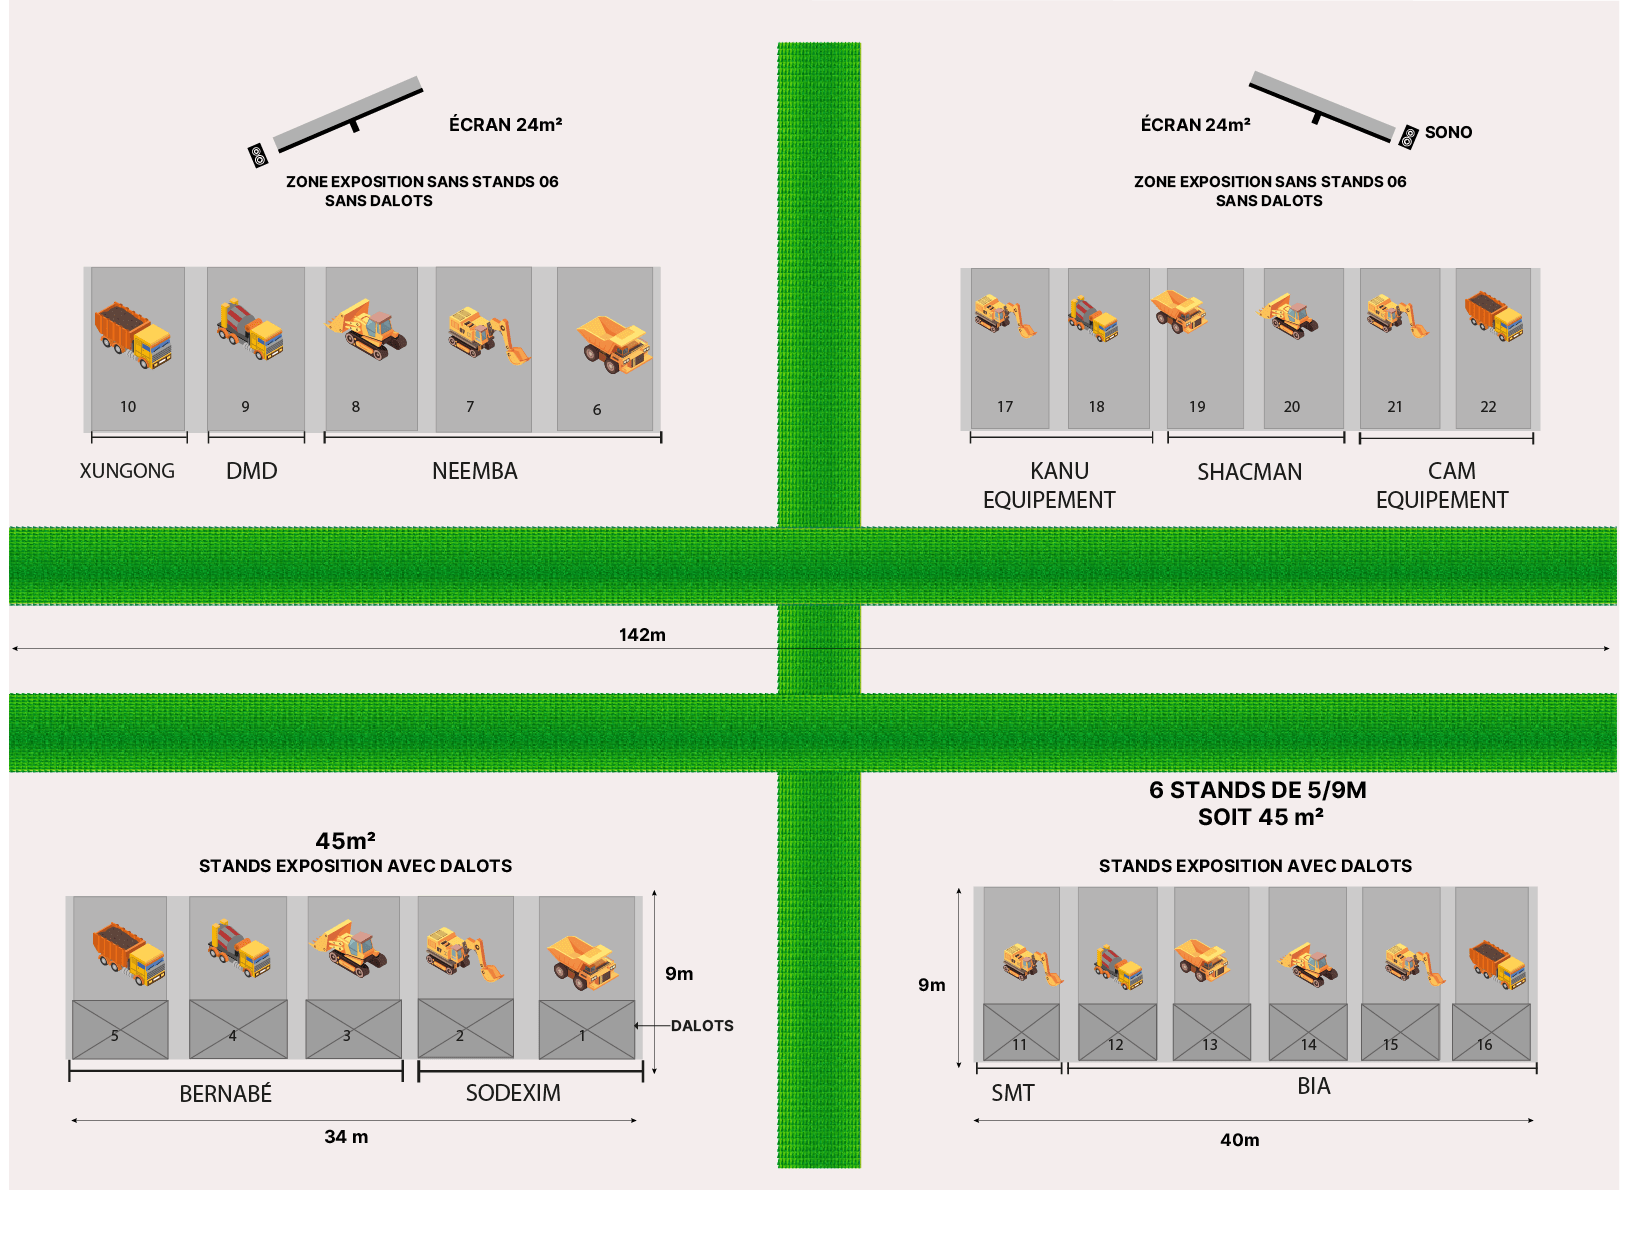 ÉCRAN 24m²
ZONE EXPOSITION SANS STANDS 06
SANS DALOTS
10
9
8
7
6
XUNGONG
DMD
NEEMBA
ÉCRAN 24m²
SONO
ZONE EXPOSITION SANS STANDS 06
SANS DALOTS
17
18
19
20
21
22
KANU
EQUIPEMENT
SHACMAN
CAM
EQUIPEMENT
142m
45m²
STANDS EXPOSITION AVEC DALOTS
5
4
3
2
1
9m
DALOTS
BERNABÉ
SODEXIM
34 m
6 STANDS DE 5/9M
SOIT 45 m²
STANDS EXPOSITION AVEC DALOTS
9m
11
12
13
14
15
16
SMT
BIA
40m